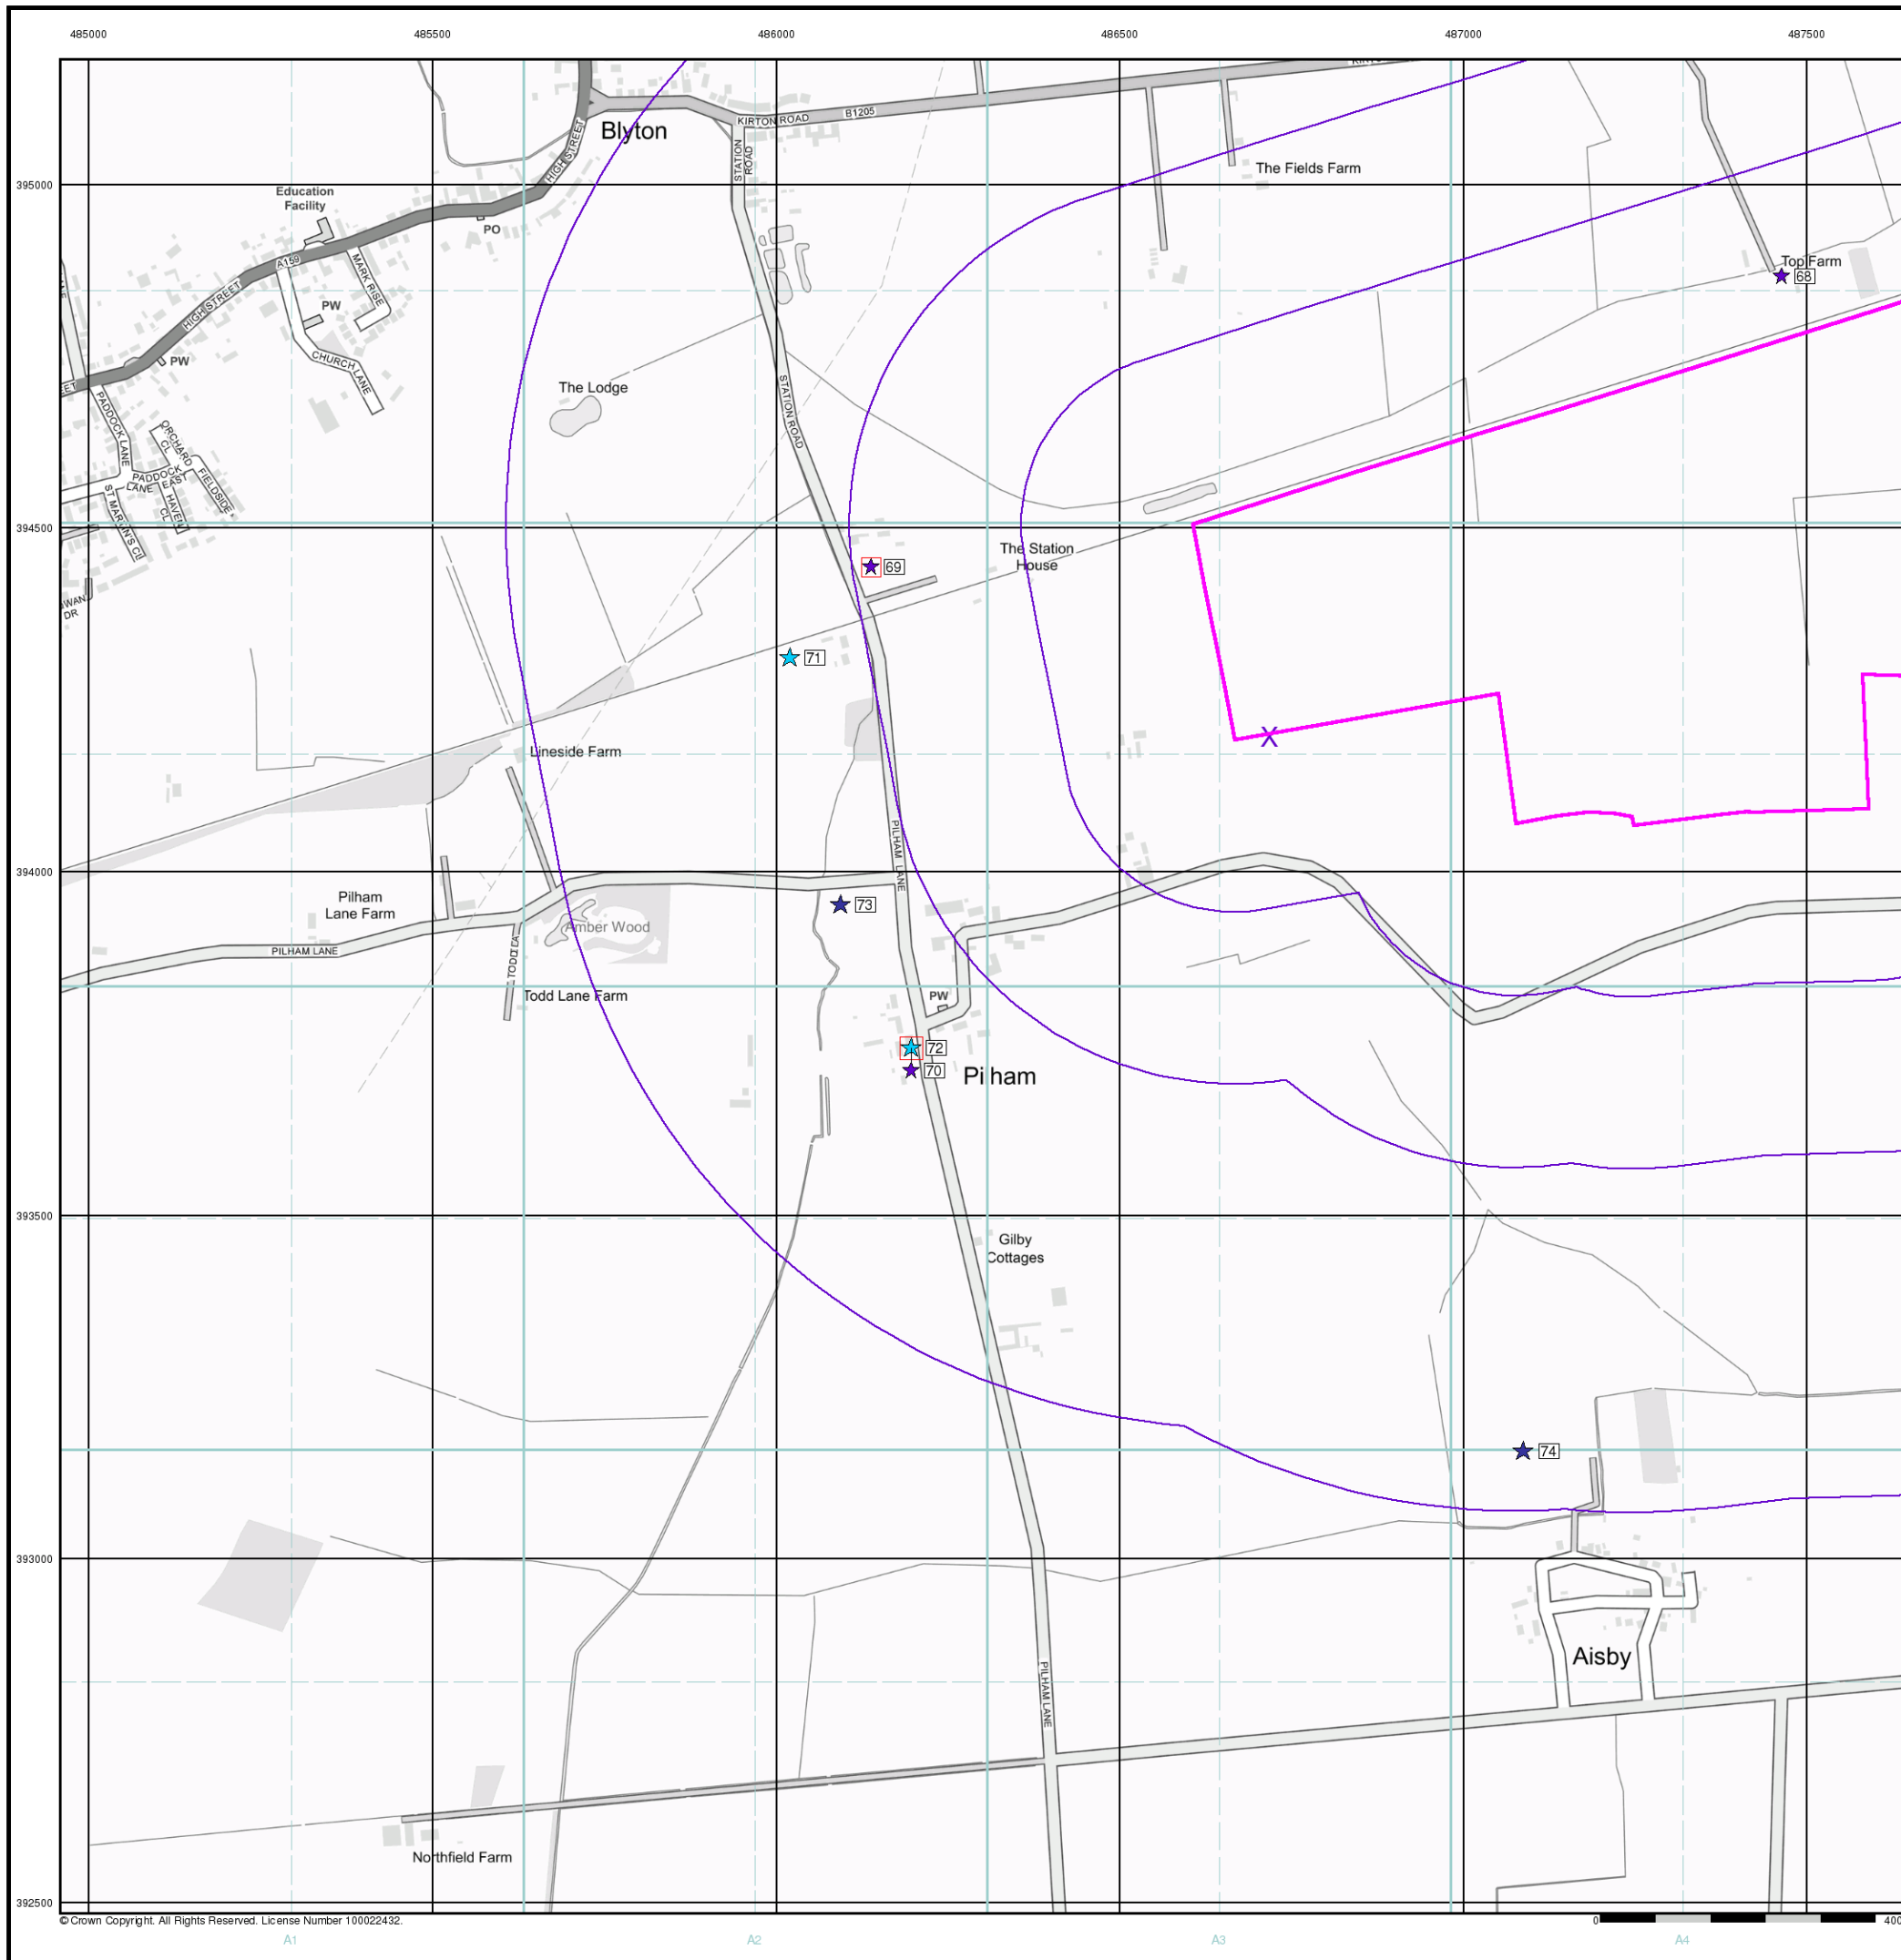 485000 485500 486000 486500 487000 487500
395000
394500
394000
393500
393000
392500
Blyton
KIRTON ROAD
B1205
STATION
ROAD
HIGH STREET
The Fields Farm
Education
Facility
PO
A159
MARK RISE
Top Farm
68
PW
HIGH STREET
CHURCH LANE
PW
PADDOCK LANE
The Lodge
STATION ROAD
ORCHARD
CL
PADDOCK
LANE EAST
FIELDSIDE
HAVEN
CL
ST MARTIN'S CL
DR
69
The Station
House
71
Lineside Farm
X
PILHAM LANE
Pilham
Lane Farm
73
Amber Wood
PILHAM LANE
Todd Lane Farm
PW
72
70
Pilham
Gilby
Cottages
74
Aisby
PILHAM LANE
Northfield Farm
© Crown Copyright. All Rights Reserved. License Number 100022432.
0 400
A1 A2 A3 A4